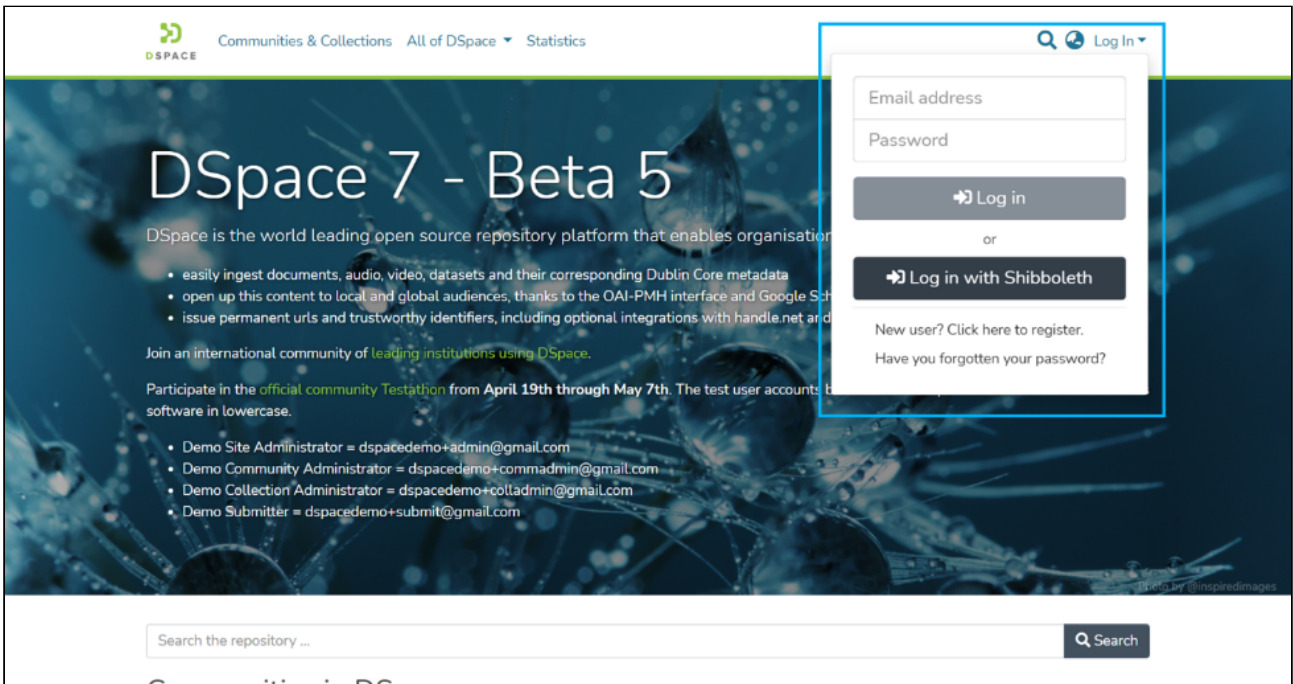 DSPACE
Communities & Collections All of DSpace Statistics
Log In
Email address
Password
Log in
or
Log in with Shibboleth
New user? Click here to register.
Have you forgotten your password?
DSpace 7 - Beta 5
DSpace is the world leading open source repository platform that enables
easily ingest documents, audio, video, datasets and their corresponding Dublin Core metadata
open up this content to local and global audiences, thanks to the OAI-PMH interface and Google
issue permanent urls and trustworthy identifiers, including optional integrations with handle.net and
Join an international community of leading institutions using DSpace.
Participate in the official community Testathon from April 19th through May 7th. The test user accounts
software in lowercase.
Demo Site Administrator = dspacedemo+admin@gmail.com
Demo Community Administrator = dspacedemo+commadmin@gmail.com
Demo Collection Administrator = dspacedemo+colladmin@gmail.com
Demo Submitter = dspacedemo+submit@gmail.com
Photo by @inspiredimages
Search the repository ...
Search